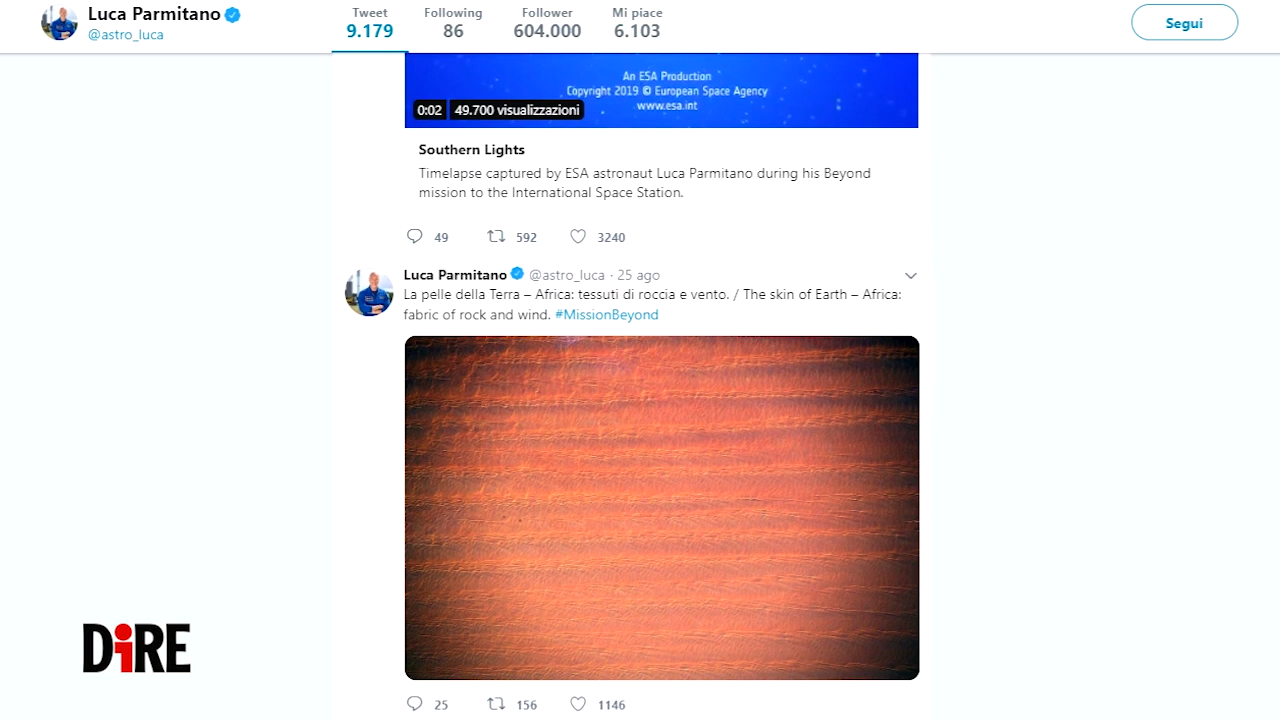 Luca Parmitano
@astro_luca
Tweet
9.179
Following
86
Follower
604.000
Mi piace
6.103
Segui
An ESA Production
Copyright 2019 © European Space Agency
www.esa.int
0:02 49.700 visualizzazioni
Southern Lights
Timelapse captured by ESA astronaut Luca Parmitano during his Beyond
mission to the International Space Station.
49 592 3240
Luca Parmitano @astro_luca · 25 ago
La pelle della Terra – Africa: tessuti di roccia e vento. / The skin of Earth – Africa:
fabric of rock and wind. #MissionBeyond
DiRE
25 156 1146